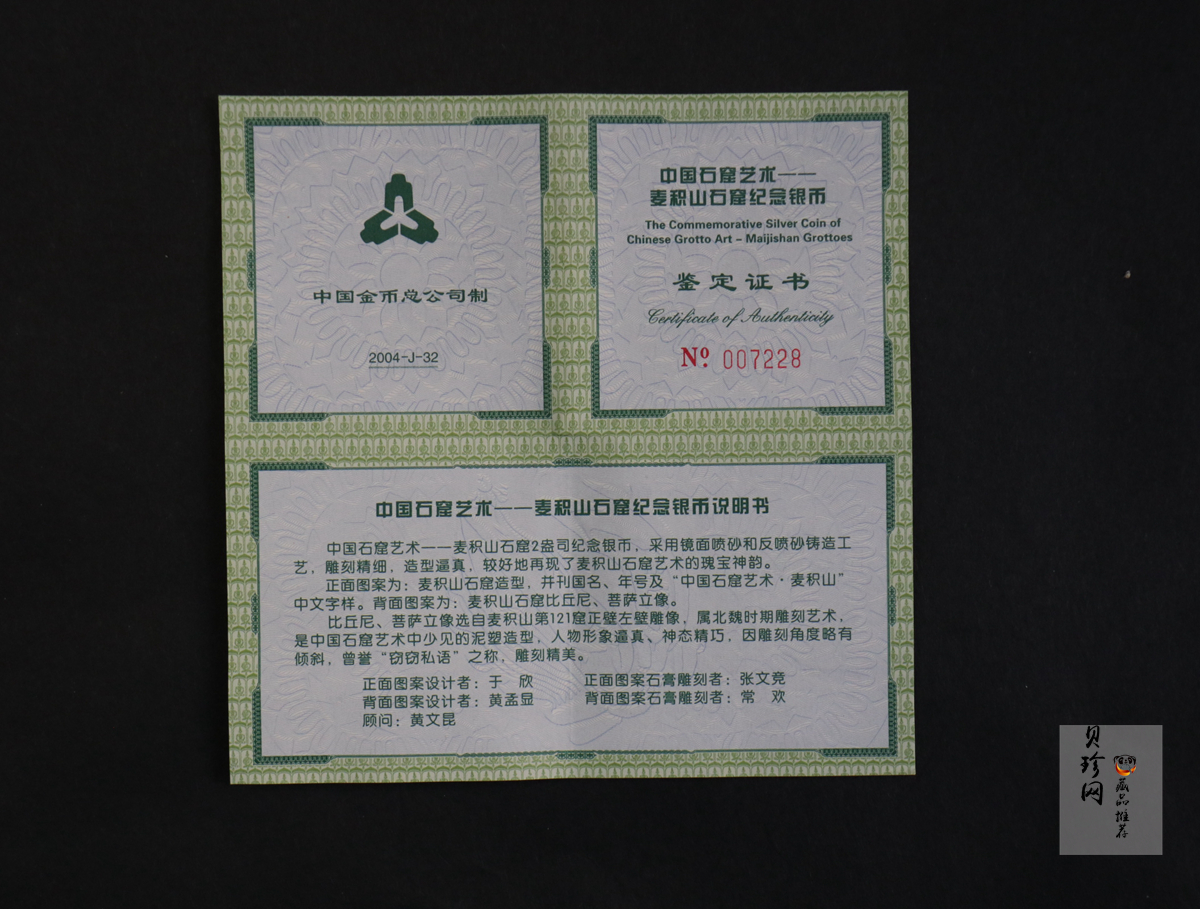 中国金币总公司制
2004-J-32
中国石窟艺术——
麦积山石窟纪念银币
The Commemorative Silver Coin of
Chinese Grotto Art – Maijishan Grottoes
鉴定证书
Certificate of Authenticity
Nº. 007228
中国石窟艺术——麦积山石窟纪念银币说明书
中国石窟艺术——麦积山石窟2盎司纪念银币，采用镜面喷砂和反喷砂铸造工
艺，雕刻精细，造型逼真，较好地再现了麦积山石窟艺术的瑰宝神韵。
正面图案为：麦积山石窟造型，并刊国名、年号及“中国石窟艺术·麦积山”
中文字样。背面图案为：麦积山石窟比丘尼、菩萨立像。
比丘尼、菩萨立像选自麦积山第121窟正壁左壁雕像，属北魏时期雕刻艺术，
是中国石窟艺术中少见的泥塑造型，人物形象逼真、神态精巧，因雕刻角度略有
倾斜，曾誉“窃窃私语”之称，雕刻精美。
正面图案设计者：于 欣 正面图案石膏雕刻者：张文竞
背面图案设计者：黄孟显 背面图案石膏雕刻者：常 欢
顾问：黄文昆
贝珍网
藏品推荐